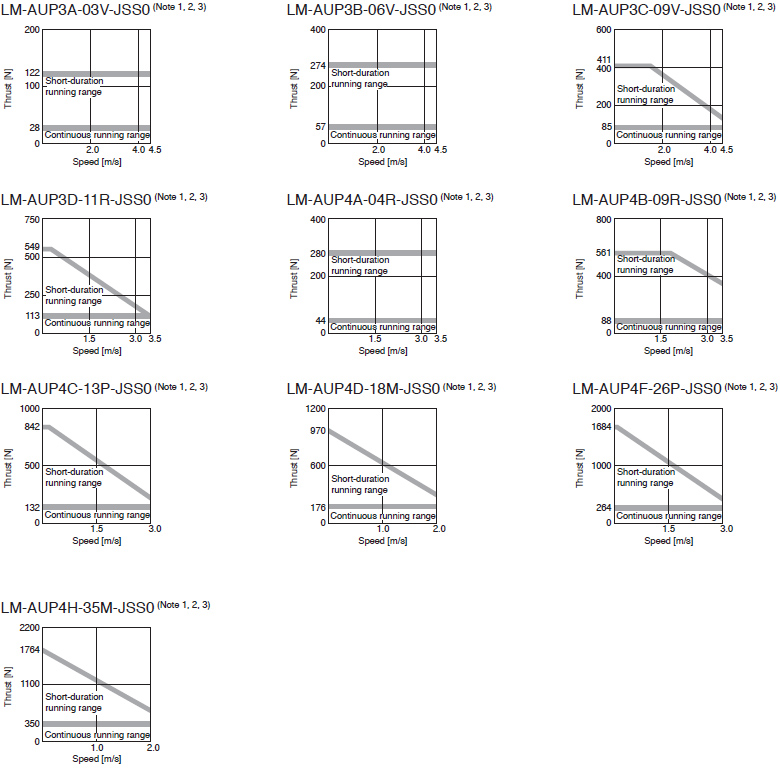 LM-AUP3A-03V-JSS0 (Note 1, 2, 3)
200
122
100
28
0
Thrust [N]
Short-duration
running range
Continuous running range
2.0 4.0 4.5
Speed [m/s]
LM-AUP3B-06V-JSS0 (Note 1, 2, 3)
400
274
200
57
0
Thrust [N]
Short-duration
running range
Continuous running range
2.0 4.0 4.5
Speed [m/s]
LM-AUP3C-09V-JSS0 (Note 1, 2, 3)
600
411
400
200
85
0
Thrust [N]
Short-duration
running range
Continuous running range
2.0 4.0 4.5
Speed [m/s]
LM-AUP3D-11R-JSS0 (Note 1, 2, 3)
750
549
500
250
113
0
Thrust [N]
Short-duration
running range
Continuous running range
1.5 3.0 3.5
Speed [m/s]
LM-AUP4A-04R-JSS0 (Note 1, 2, 3)
400
280
200
44
0
Thrust [N]
Short-duration
running range
Continuous running range
1.5 3.0 3.5
Speed [m/s]
LM-AUP4B-09R-JSS0 (Note 1, 2, 3)
800
561
400
88
0
Thrust [N]
Short-duration
running range
Continuous running range
1.5 3.0 3.5
Speed [m/s]
LM-AUP4C-13P-JSS0 (Note 1, 2, 3)
1000
842
500
132
0
Thrust [N]
Short-duration
running range
Continuous running range
1.5 3.0
Speed [m/s]
LM-AUP4D-18M-JSS0 (Note 1, 2, 3)
1200
970
600
176
0
Thrust [N]
Short-duration
running range
Continuous running range
1.0 2.0
Speed [m/s]
LM-AUP4F-26P-JSS0 (Note 1, 2, 3)
2000
1684
1000
264
0
Thrust [N]
Short-duration
running range
Continuous running range
1.5 3.0
Speed [m/s]
LM-AUP4H-35M-JSS0 (Note 1, 2, 3)
2200
1764
1100
350
0
Thrust [N]
Short-duration
running range
Continuous running range
1.0 2.0
Speed [m/s]